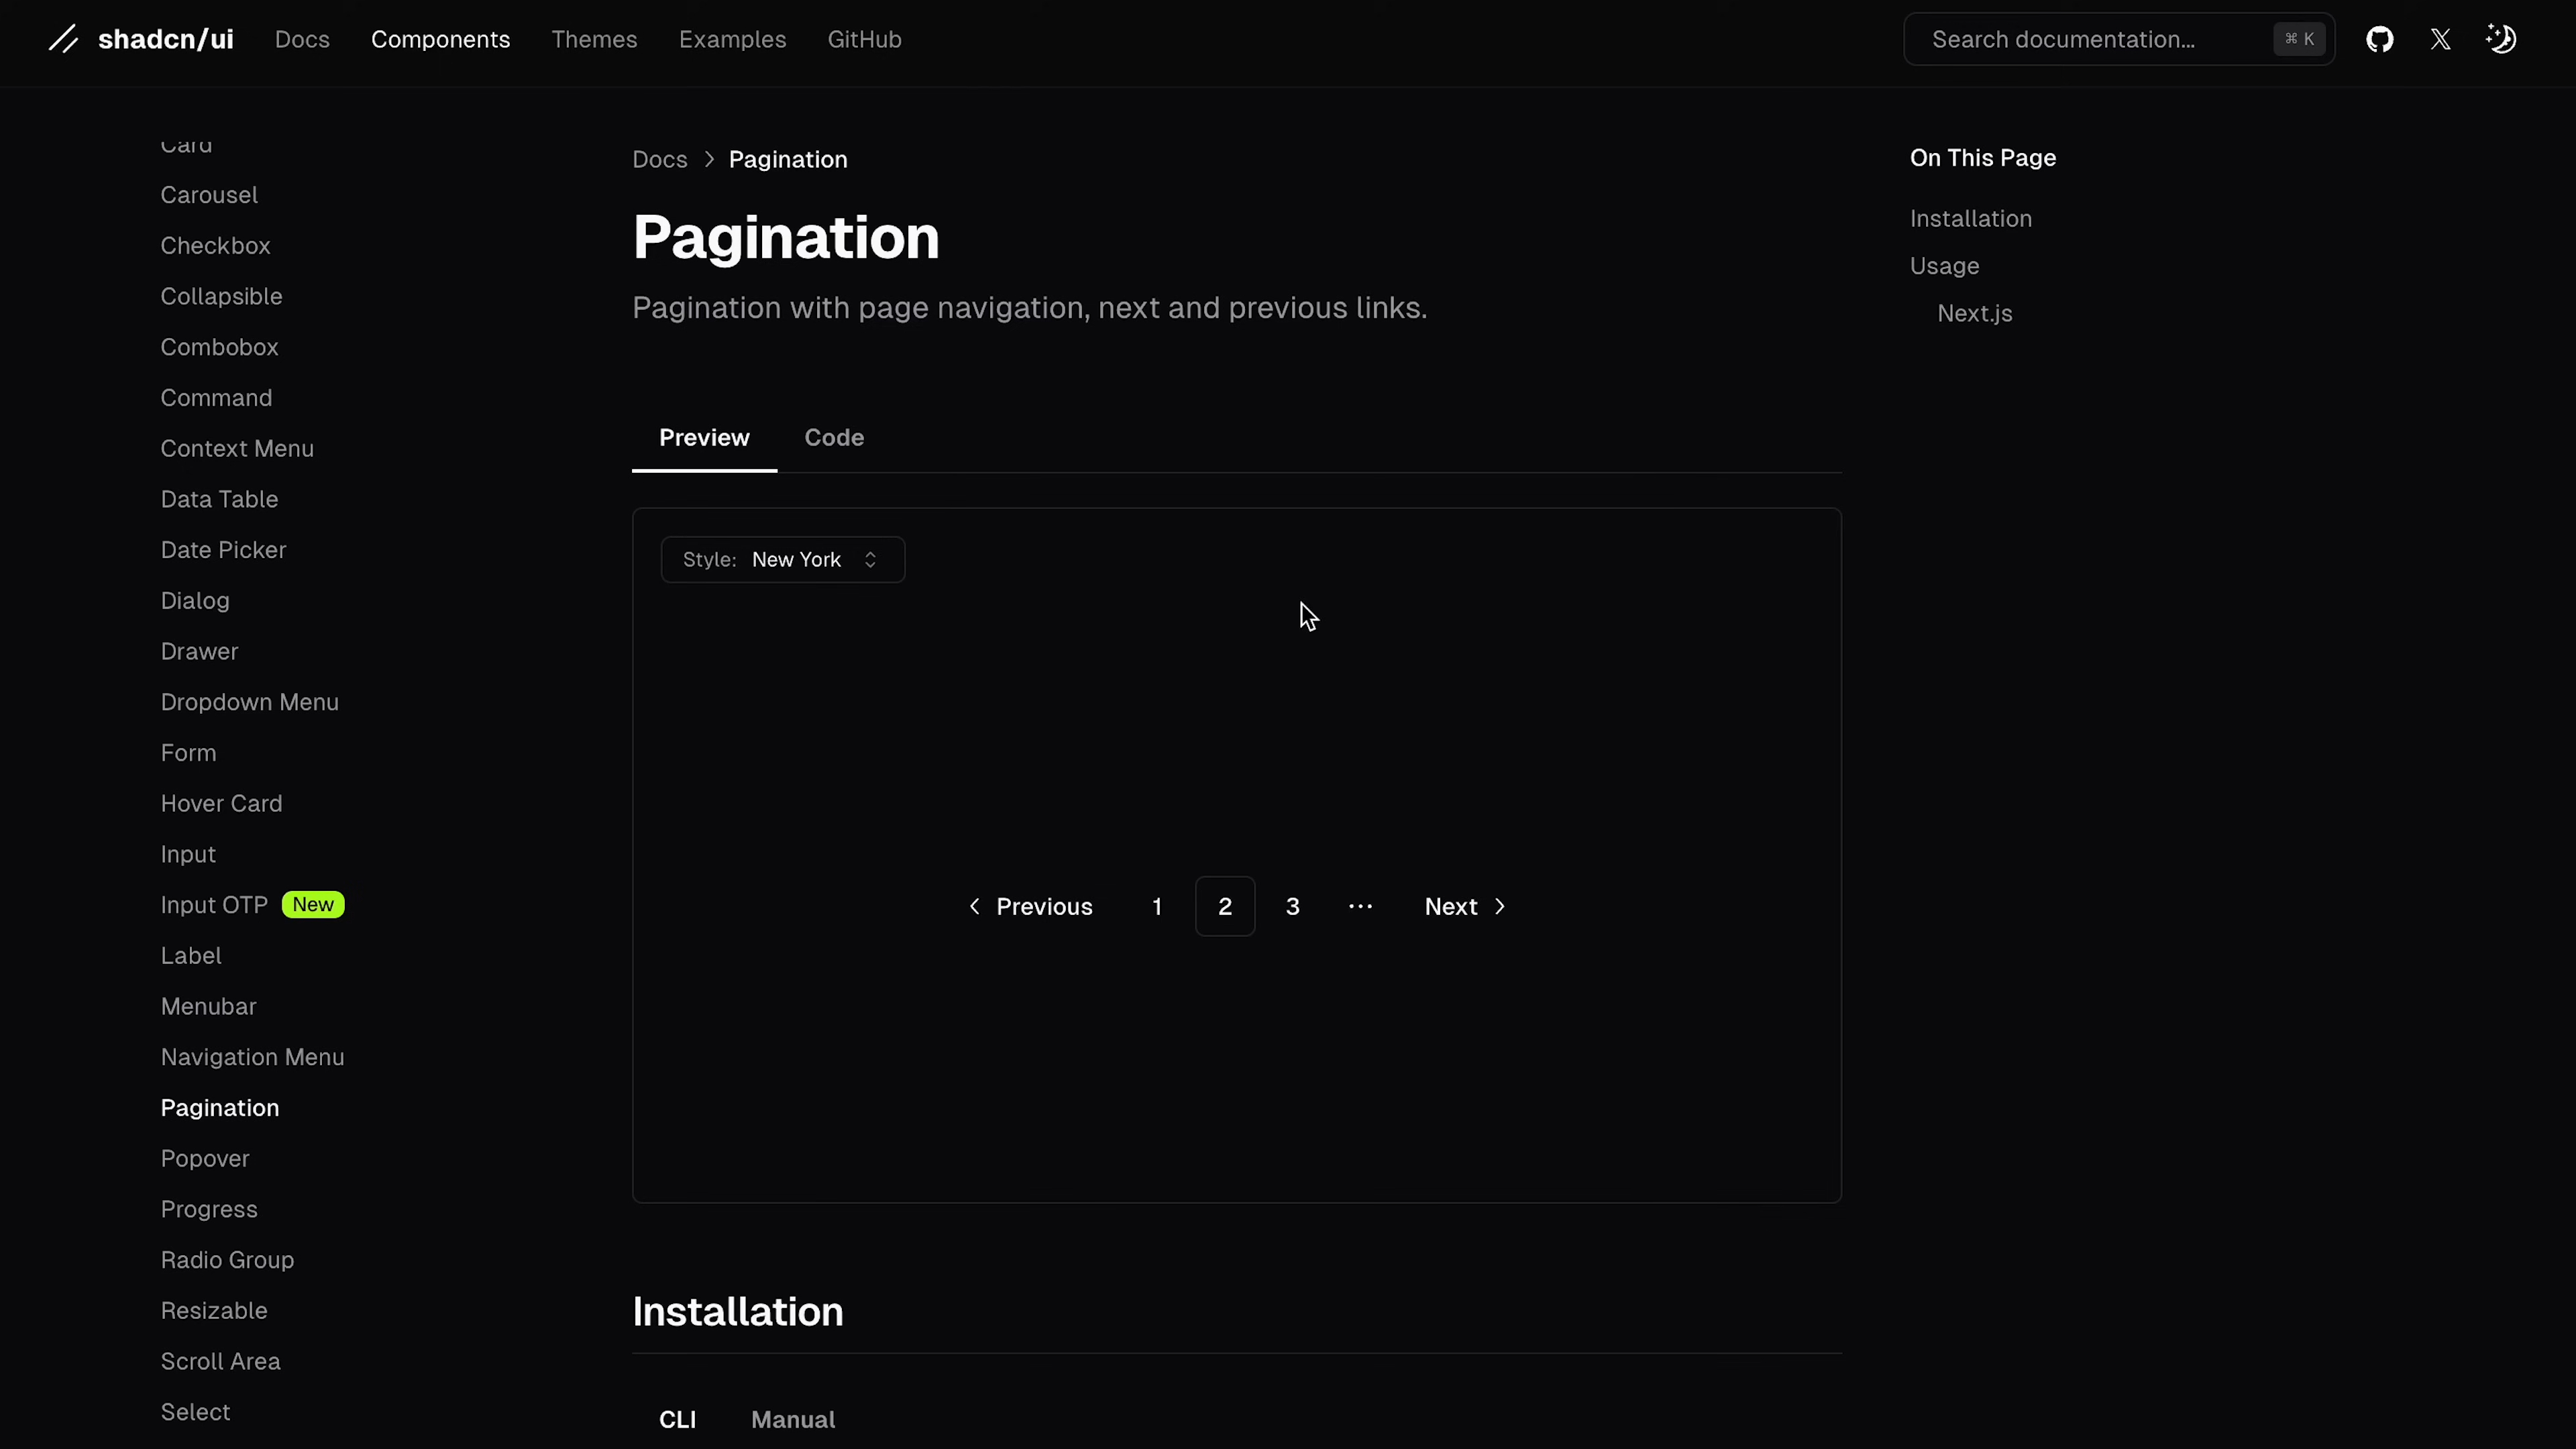 shadcn/ui Docs Components Themes Examples GitHub Search documentation... ⌘ K
Card
Carousel
Checkbox
Collapsible
Combobox
Command
Context Menu
Data Table
Date Picker
Dialog
Drawer
Dropdown Menu
Form
Hover Card
Input
Input OTP New
Label
Menubar
Navigation Menu
Pagination
Popover
Progress
Radio Group
Resizable
Scroll Area
Select
Docs > Pagination
Pagination
Pagination with page navigation, next and previous links.
Preview Code
Style: New York
Previous 1 2 3 ... Next
Installation
CLI Manual
On This Page
Installation
Usage
Next.js